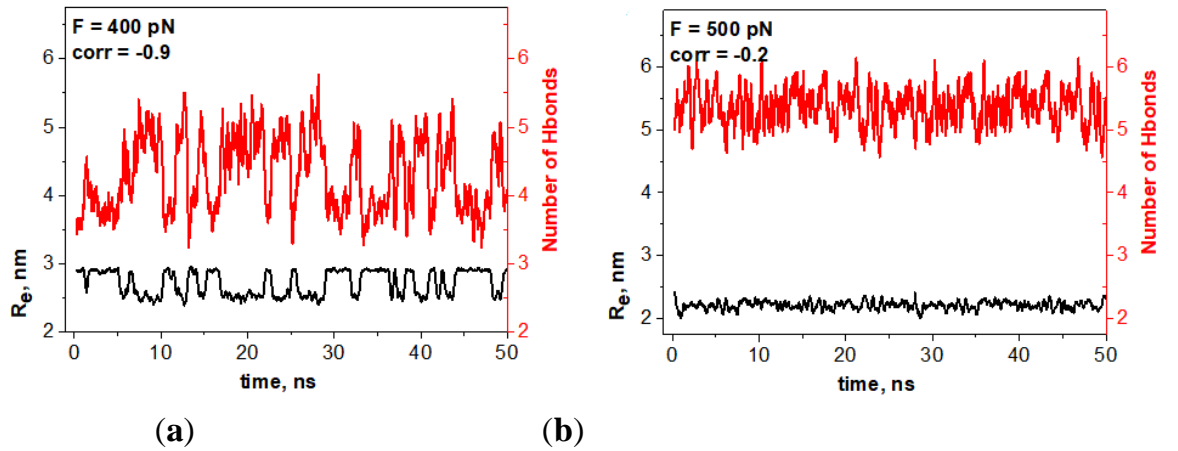 F = 400 pN
corr = -0.9
6
5
4
3
2
Re, nm
6
5
4
3
2
Number of Hbonds
0
10
20
30
40
50
time, ns
(a)
F = 500 pN
corr = -0.2
6
5
4
3
2
Re, nm
6
5
4
3
2
Number of Hbonds
0
10
20
30
40
50
time, ns
(b)